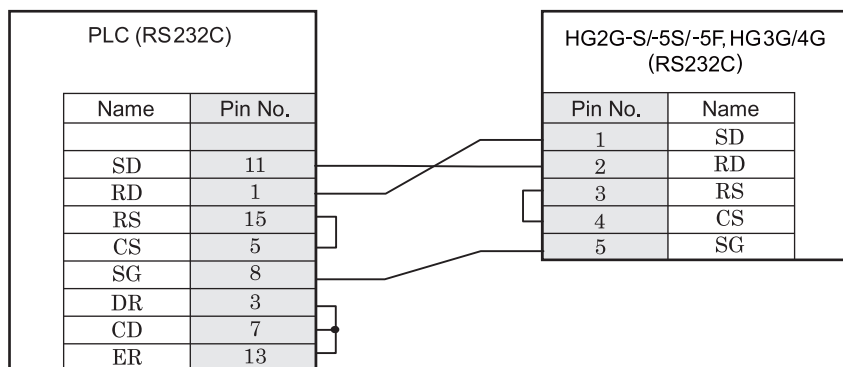 PLC (RS232C)
Name Pin No.
SD 11
RD 1
RS 15
CS 5
SG 8
DR 3
CD 7
ER 13
HG2G-S/-5S/-5F, HG3G/4G
(RS232C)
Pin No. Name
1 SD
2 RD
3 RS
4 CS
5 SG